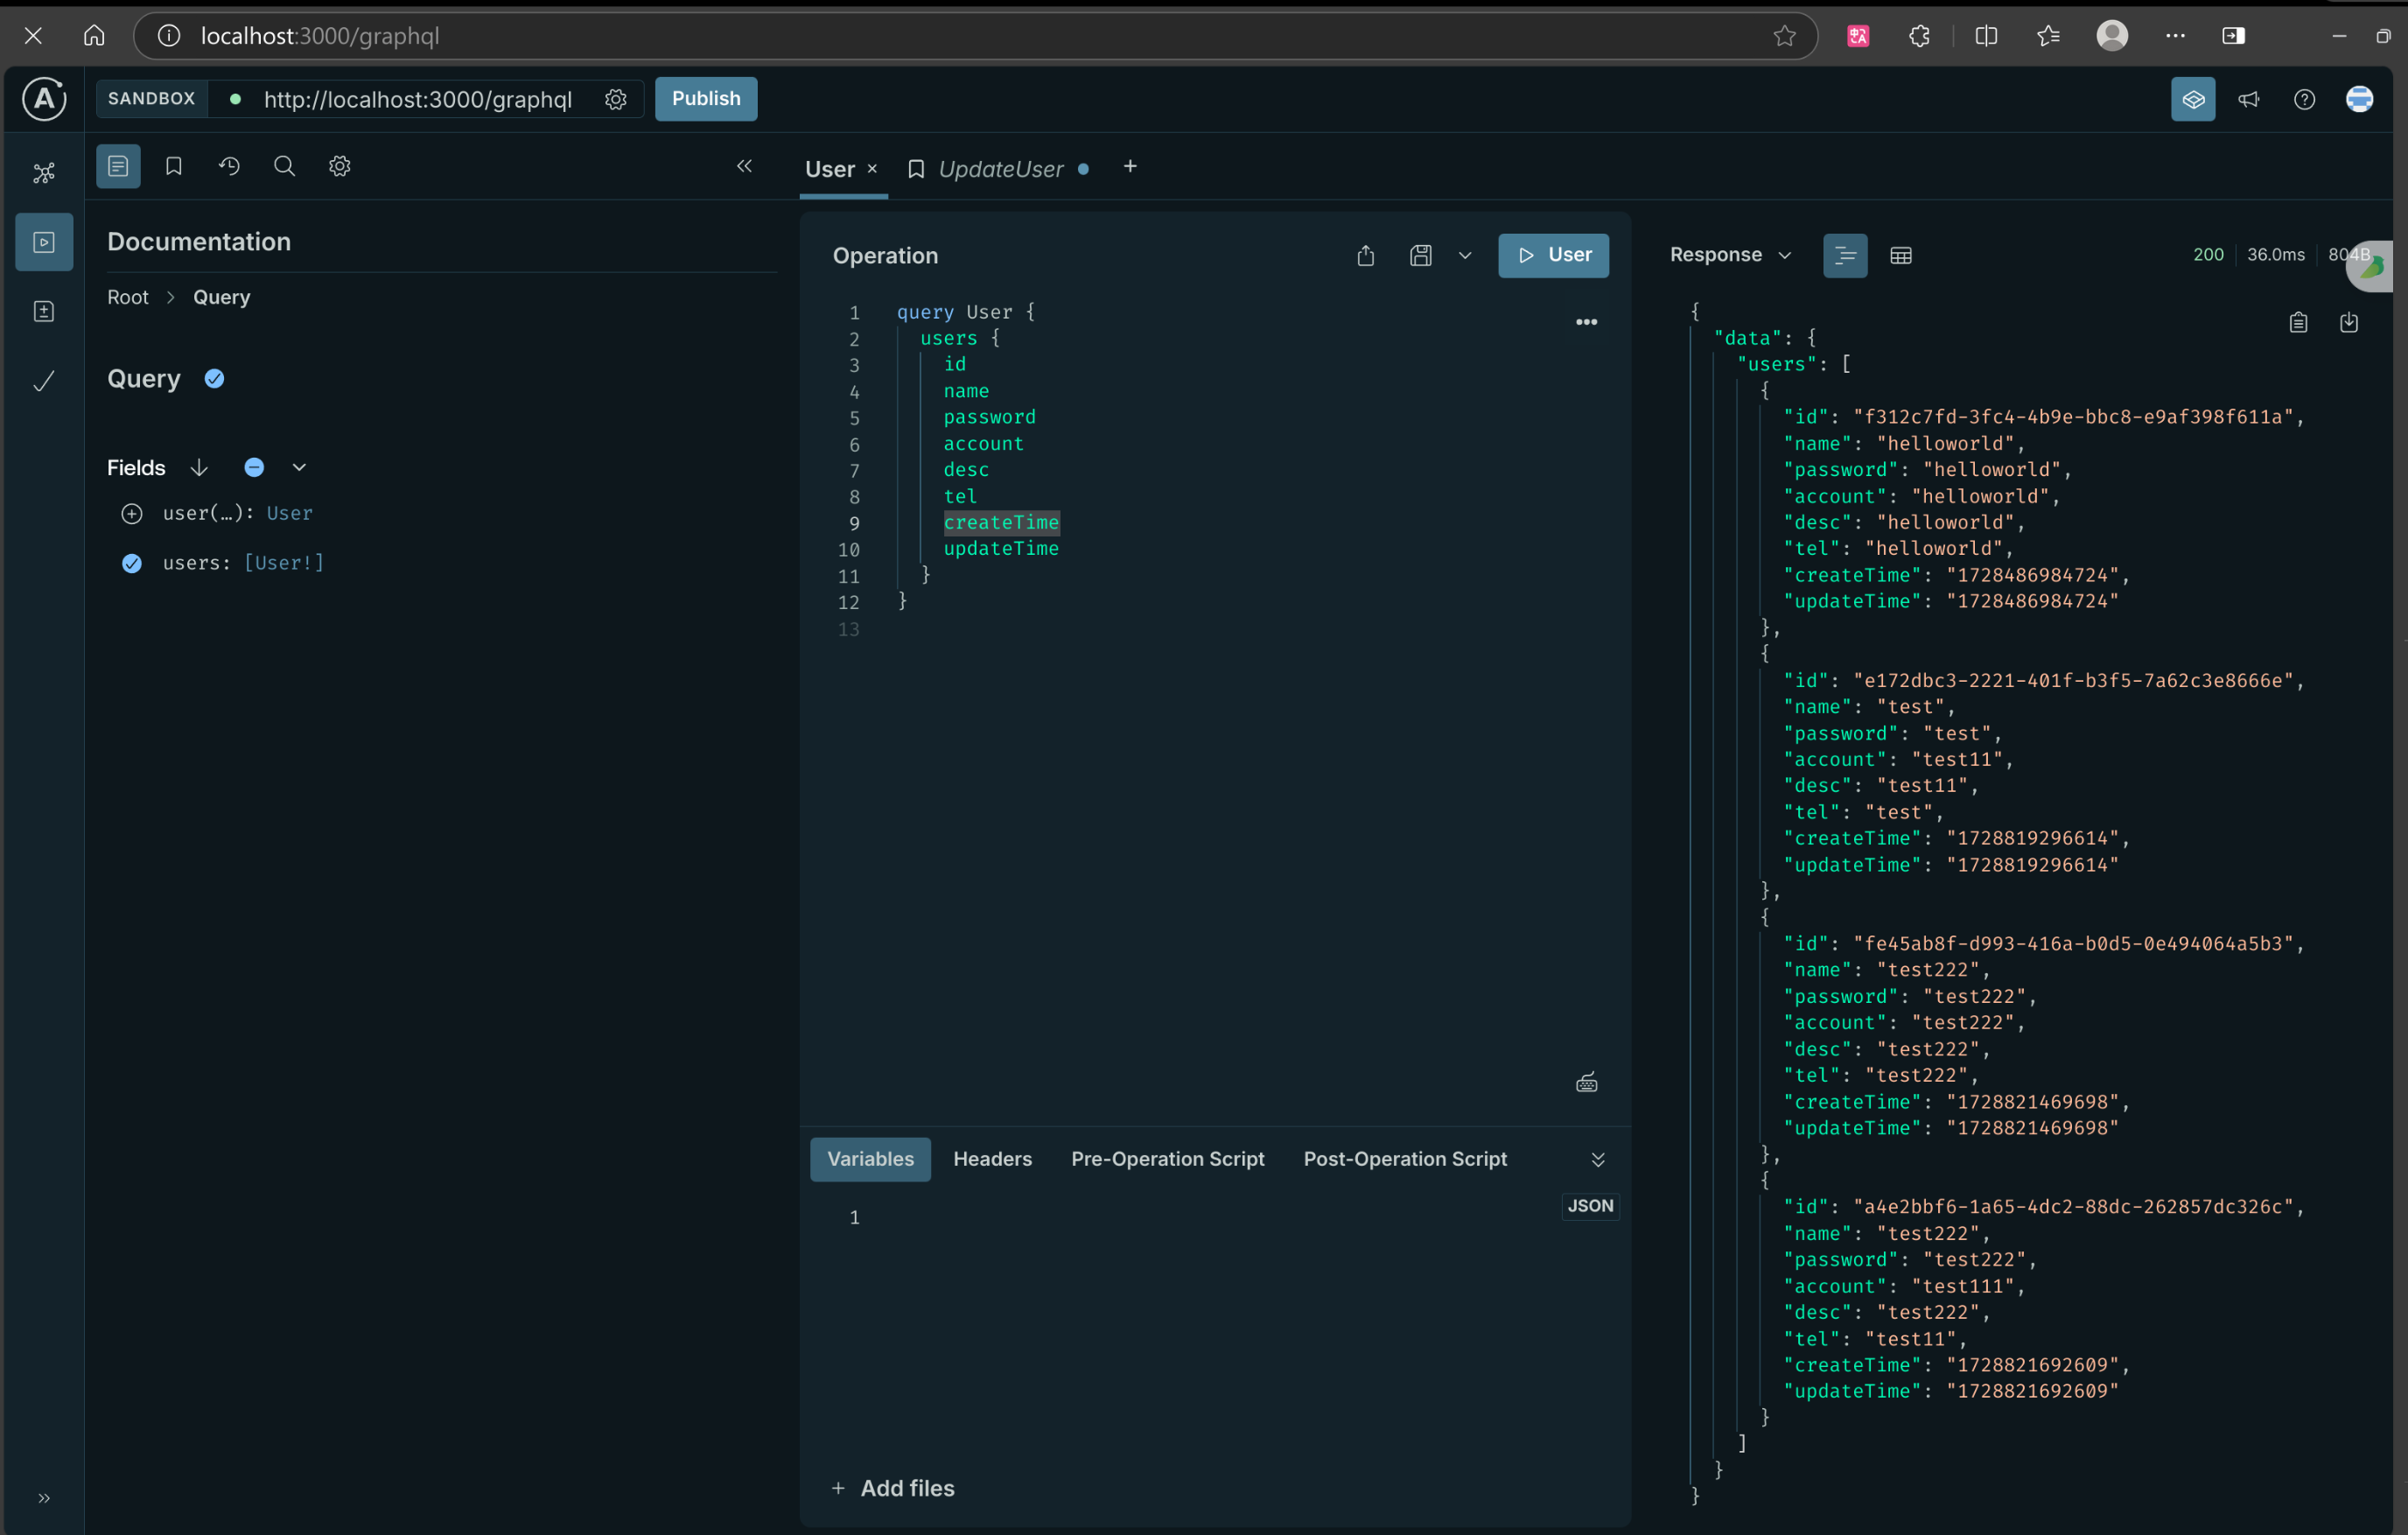 localhost:3000/graphql
SANDBOX
http://localhost:3000/graphql
Publish
User
UpdateUser
Documentation
Root > Query
Query
Fields
user(…): User
users: [User!]
Operation
User
1 query User {
2 users {
3 id
4 name
5 password
6 account
7 desc
8 tel
9 createTime
10 updateTime
11 }
12 }
13
Variables
Headers
Pre-Operation Script
Post-Operation Script
JSON
1
+ Add files
Response
200
36.0ms
804B
{
"data": {
"users": [
{
"id": "f312c7fd-3fc4-4b9e-bbc8-e9af398f611a",
"name": "helloworld",
"password": "helloworld",
"account": "helloworld",
"desc": "helloworld",
"tel": "helloworld",
"createTime": "1728486984724",
"updateTime": "1728486984724"
},
{
"id": "e172dbc3-2221-401f-b3f5-7a62c3e8666e",
"name": "test",
"password": "test",
"account": "test11",
"desc": "test11",
"tel": "test",
"createTime": "1728819296614",
"updateTime": "1728819296614"
},
{
"id": "fe45ab8f-d993-416a-b0d5-0e494064a5b3",
"name": "test222",
"password": "test222",
"account": "test222",
"desc": "test222",
"tel": "test222",
"createTime": "1728821469698",
"updateTime": "1728821469698"
},
{
"id": "a4e2bbf6-1a65-4dc2-88dc-262857dc326c",
"name": "test222",
"password": "test222",
"account": "test111",
"desc": "test222",
"tel": "test11",
"createTime": "1728821692609",
"updateTime": "1728821692609"
}
]
}
}